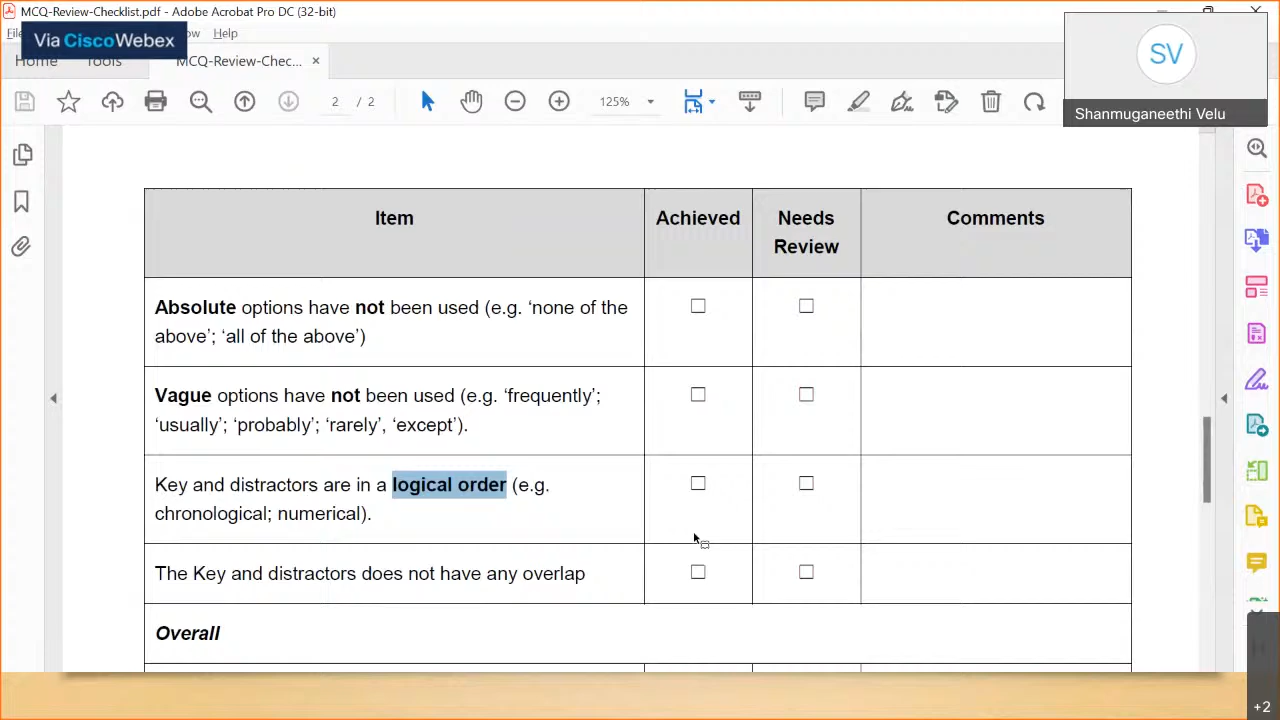 MCQ-Review-Checklist.pdf - Adobe Acrobat Pro DC (32-bit)
Help
Via CiscoWebex
Home Tools MCQ-Review-Chec... ×
2 / 2 125%
SV
Shanmuganeethi Velu
Item Achieved Needs Review Comments
Absolute options have not been used (e.g. ‘none of the
above’; ‘all of the above’)
Vague options have not been used (e.g. ‘frequently’;
‘usually’; ‘probably’; ‘rarely’, ‘except’).
Key and distractors are in a logical order (e.g.
chronological; numerical).
The Key and distractors does not have any overlap
Overall
+2